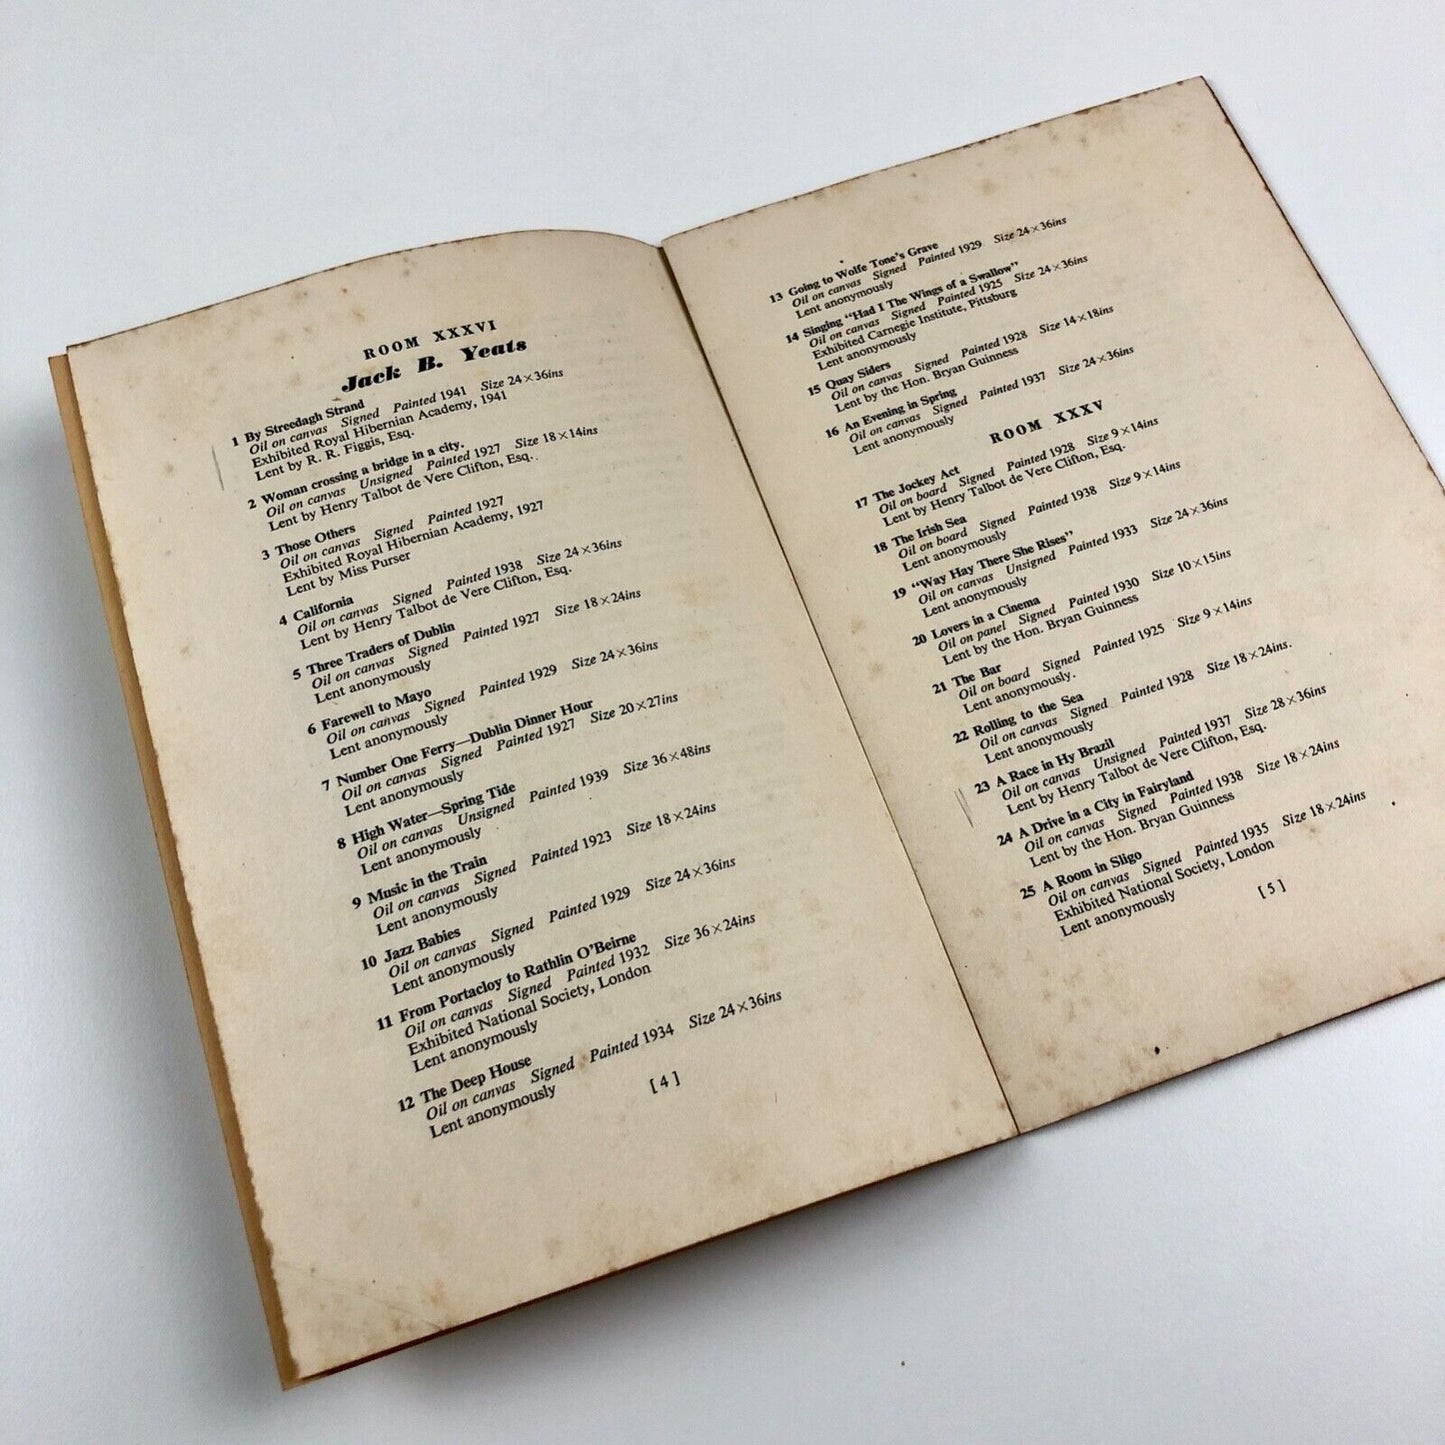 ROOM XXXVI
Jack B. Yeats
1 By Streedagh Strand
Oil on canvas Signed Painted 1941 Size 24×36ins
Exhibited Royal Hibernian Academy, 1941
Lent by R. R. Figgis, Esq.
2 Woman crossing a bridge in a city.
Oil on canvas Unsigned Painted 1927 Size 18×14ins
Lent by Henry Talbot de Vere Clifton, Esq.
3 Those Others
Oil on canvas Signed Painted 1927
Exhibited Royal Hibernian Academy, 1927
Lent by Miss Purser
4 California
Oil on canvas Signed Painted 1938 Size 24×36ins
Lent by Henry Talbot de Vere Clifton, Esq.
5 Three Traders of Dublin
Oil on canvas Signed Painted 1927 Size 18×24ins
Lent anonymously
6 Farewell to Mayo
Oil on canvas Signed Painted 1929 Size 24×36ins
Lent anonymously
7 Number One Ferry—Dublin Dinner Hour
Oil on canvas Signed Painted 1927 Size 20×27ins
Lent anonymously
8 High Water—Spring Tide
Oil on canvas Unsigned Painted 1939 Size 36×48ins
Lent anonymously
9 Music in the Train
Oil on canvas Signed Painted 1923 Size 18×24ins
Lent anonymously
10 Jazz Babies
Oil on canvas Signed Painted 1929 Size 24×36ins
Lent anonymously
11 From Portacloy to Rathlin O'Beirne
Oil on canvas Signed Painted 1932 Size 36×24ins
Exhibited National Society, London
Lent anonymously
12 The Deep House
Oil on canvas Signed Painted 1934 Size 24×36ins
Lent anonymously
[4]
13 Going to Wolfe Tone's Grave
Oil on canvas Signed Painted 1929 Size 24×36ins
Lent anonymously
14 Singing "Had I The Wings of a Swallow"
Oil on canvas Signed Painted 1925 Size 24×36ins
Exhibited Carnegie Institute, Pittsburg
Lent anonymously
15 Quay Siders
Oil on canvas Signed Painted 1928 Size 14×18ins
Lent by the Hon. Bryan Guinness
16 An Evening in Spring
Oil on canvas Signed Painted 1937 Size 24×36ins
Lent anonymously
ROOM XXXV
17 The Jockey Act
Oil on board Signed Painted 1928 Size 9×14ins
Lent by Henry Talbot de Vere Clifton, Esq.
18 The Irish Sea
Oil on board Signed Painted 1938 Size 9×14ins
Lent anonymously
19 "Way Hay There She Rises"
Oil on canvas Unsigned Painted 1933 Size 24×36ins
Lent anonymously
20 Lovers in a Cinema
Oil on panel Signed Painted 1930 Size 10×15ins
Lent by the Hon. Bryan Guinness
21 The Bar
Oil on board Signed Painted 1925 Size 9×14ins
Lent anonymously.
22 Rolling to the Sea
Oil on canvas Signed Painted 1928 Size 18×24ins.
Lent anonymously
23 A Race in Hy Brazil
Oil on canvas Unsigned Painted 1937 Size 28×36ins
Lent by Henry Talbot de Vere Clifton, Esq.
24 A Drive in a City in Fairyland
Oil on canvas Signed Painted 1938 Size 18×24ins
Lent by the Hon. Bryan Guinness
25 A Room in Sligo
Oil on canvas Signed Painted 1935 Size 18×24ins
Exhibited National Society, London
Lent anonymously
[5]